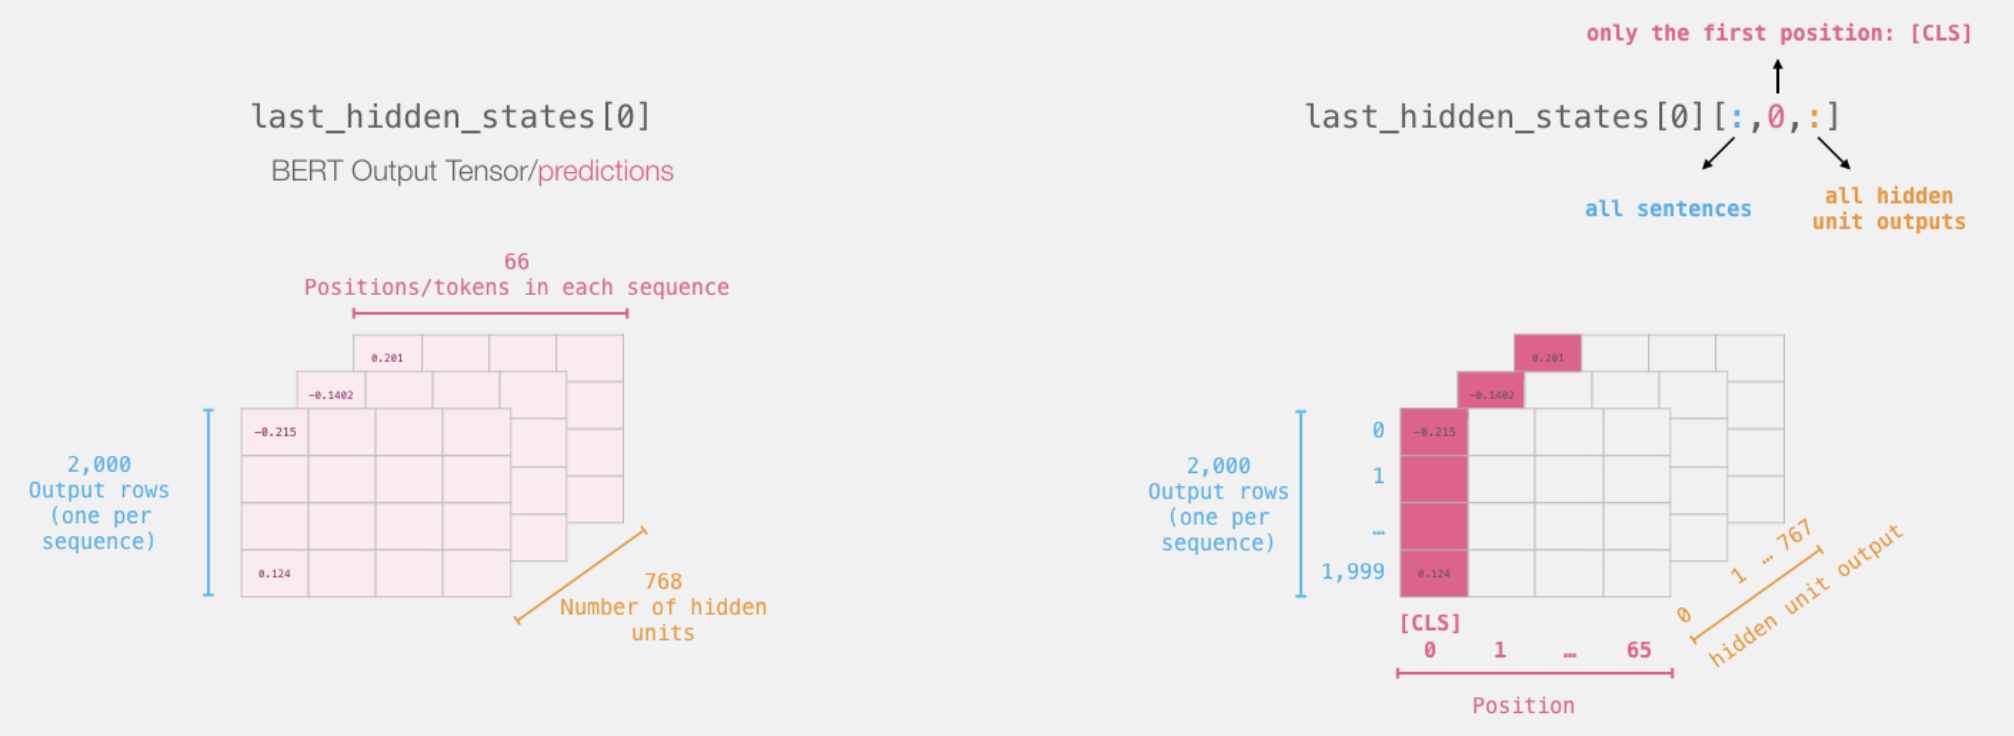 last_hidden_states[0]
BERT Output Tensor/predictions
66
Positions/tokens in each sequence
0.201
-0.1402
-0.215
0.124
2,000
Output rows
(one per
sequence)
768
Number of hidden
units
only the first position: [CLS]
last_hidden_states[0][:,0,:]
all sentences
all hidden
unit outputs
0.201
-0.1402
-0.215
0.124
2,000
Output rows
(one per
sequence)
0
1
…
1,999
[CLS]
0 1 … 65
Position
0 1 … 767
hidden unit output